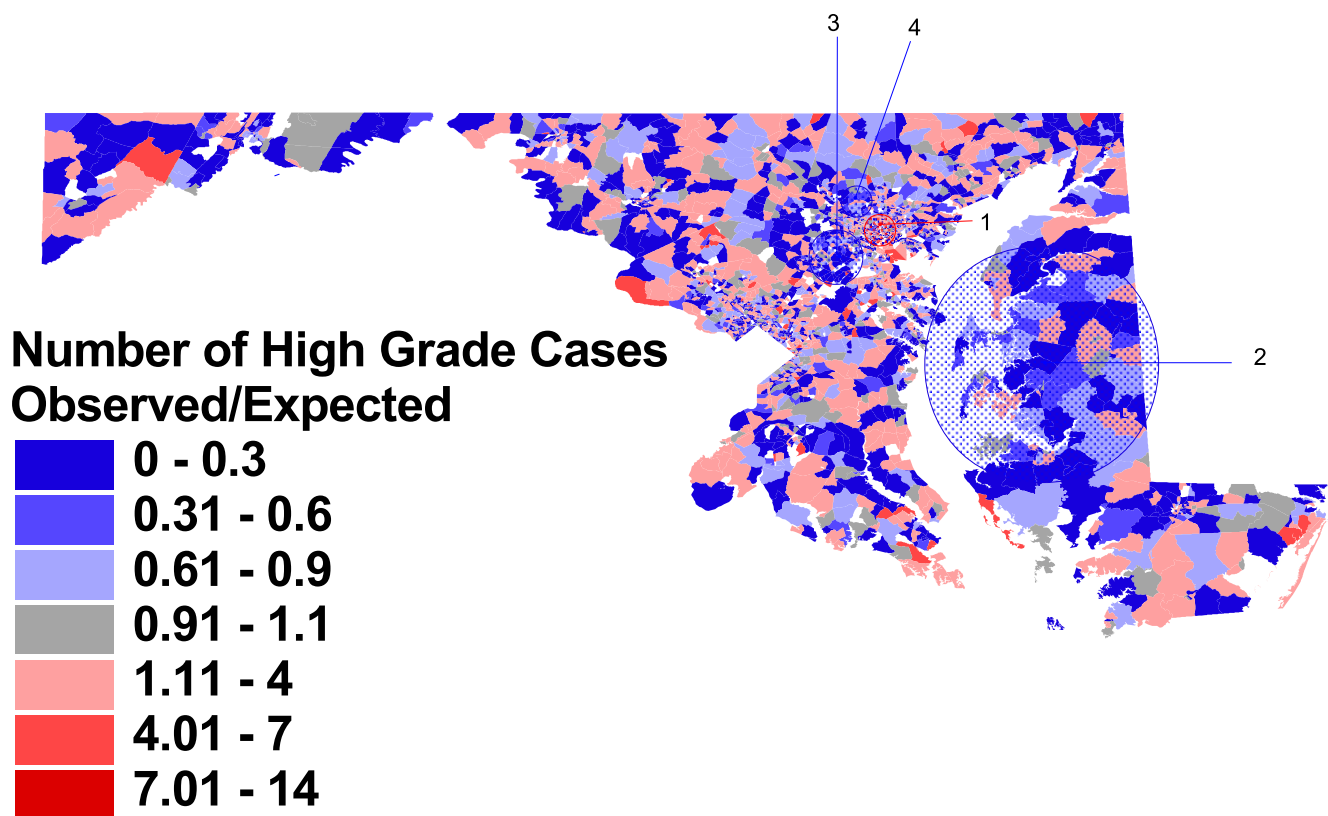 3
4
1
2
Number of High Grade Cases
Observed/Expected
0 - 0.3
0.31 - 0.6
0.61 - 0.9
0.91 - 1.1
1.11 - 4
4.01 - 7
7.01 - 14